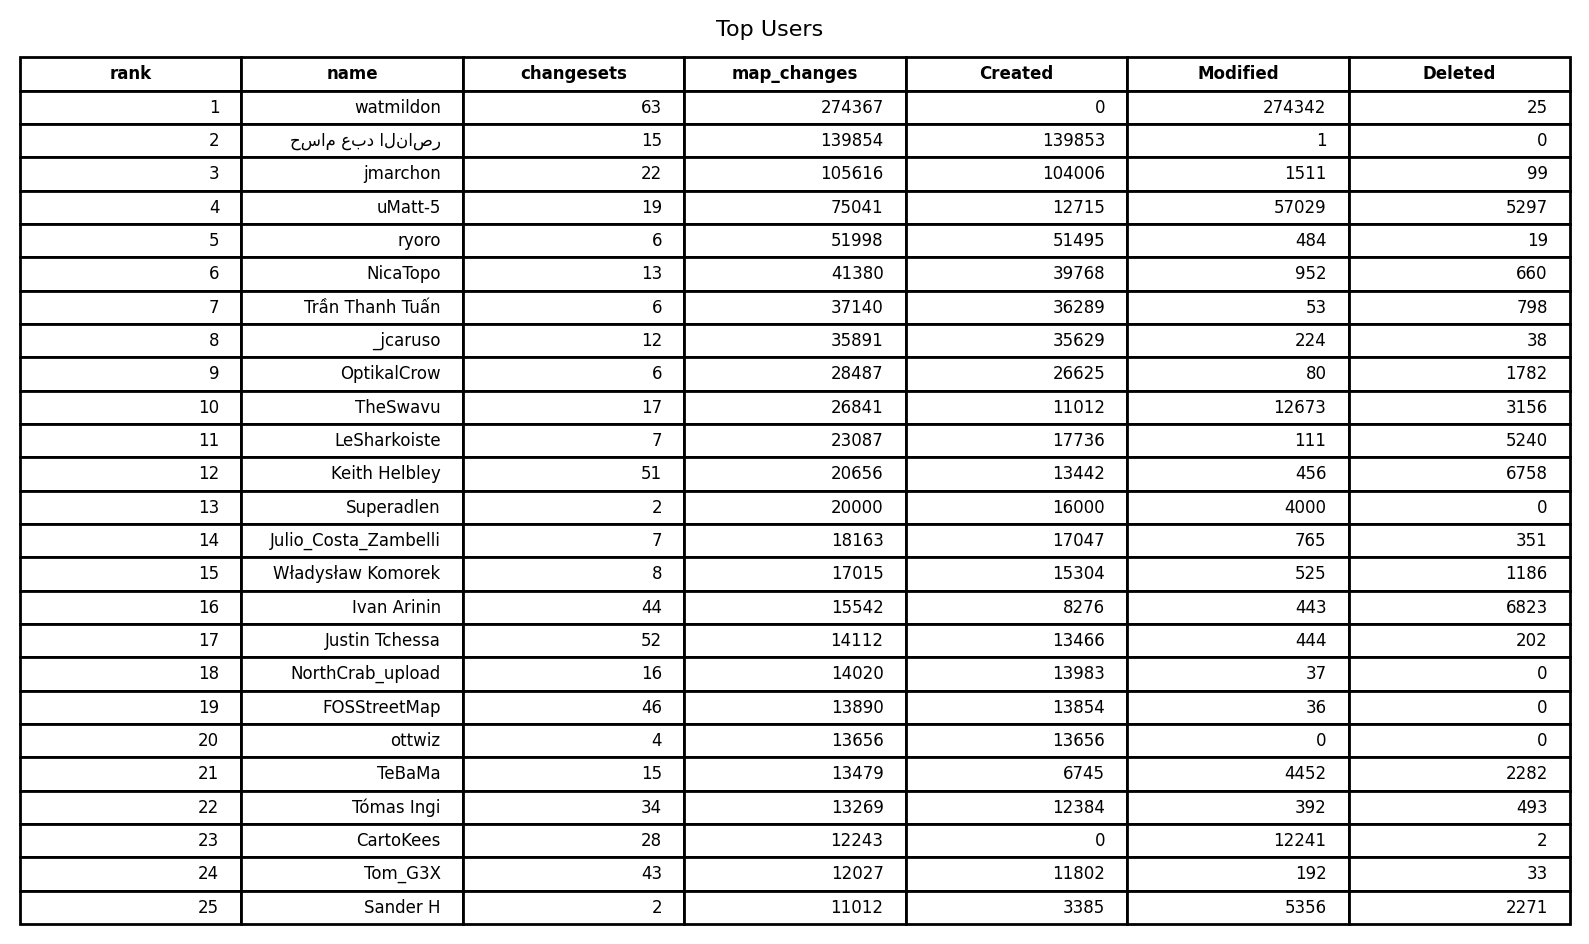 Top Users
rank name changesets map_changes Created Modified Deleted
1 watmildon 63 274367 0 274342 25
2 حسام عبد الناصر 15 139854 139853 1 0
3 jmarchon 22 105616 104006 1511 99
4 uMatt-5 19 75041 12715 57029 5297
5 ryoro 6 51998 51495 484 19
6 NicaTopo 13 41380 39768 952 660
7 Trần Thanh Tuấn 6 37140 36289 53 798
8 _jcaruso 12 35891 35629 224 38
9 OptikalCrow 6 28487 26625 80 1782
10 TheSwavu 17 26841 11012 12673 3156
11 LeSharkoiste 7 23087 17736 111 5240
12 Keith Helbley 51 20656 13442 456 6758
13 Superadlen 2 20000 16000 4000 0
14 Julio_Costa_Zambelli 7 18163 17047 765 351
15 Władysław Komorek 8 17015 15304 525 1186
16 Ivan Arinin 44 15542 8276 443 6823
17 Justin Tchessa 52 14112 13466 444 202
18 NorthCrab_upload 16 14020 13983 37 0
19 FOSStreetMap 46 13890 13854 36 0
20 ottwiz 4 13656 13656 0 0
21 TeBaMa 15 13479 6745 4452 2282
22 Tómas Ingi 34 13269 12384 392 493
23 CartoKees 28 12243 0 12241 2
24 Tom_G3X 43 12027 11802 192 33
25 Sander H 2 11012 3385 5356 2271